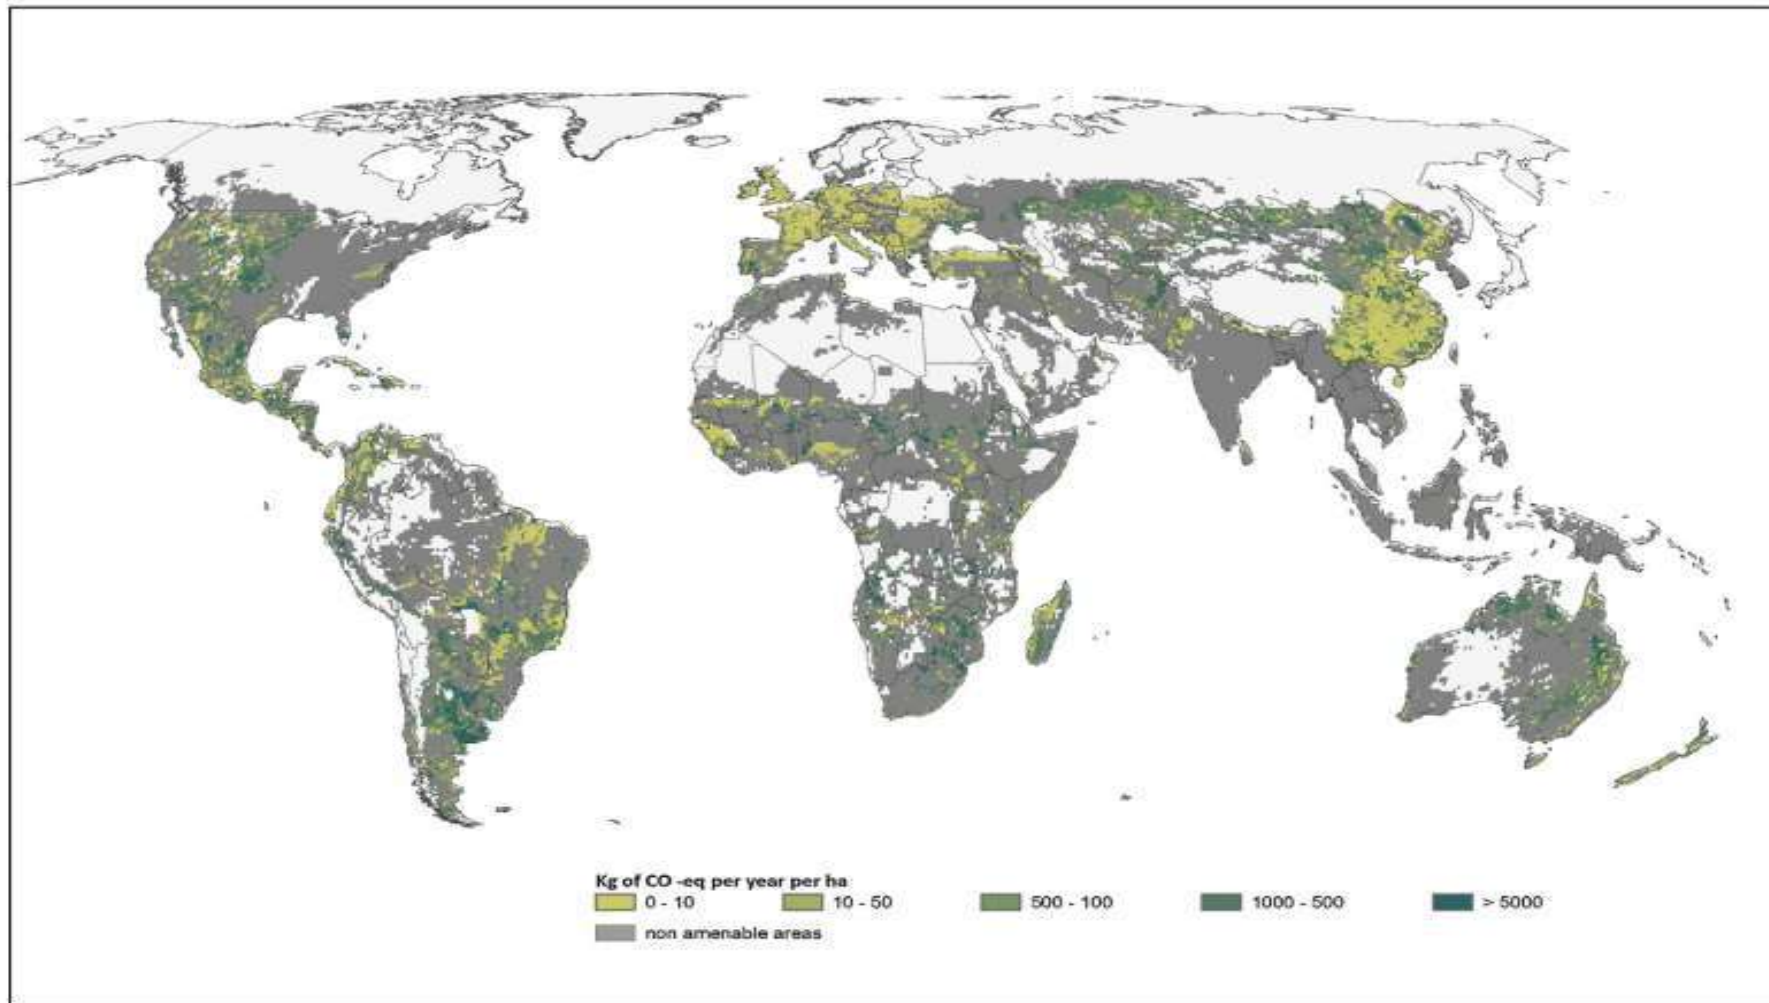 Kg of CO -eq per year per ha
0 - 10 10 - 50 500 - 100 1000 - 500 > 5000
non amenable areas